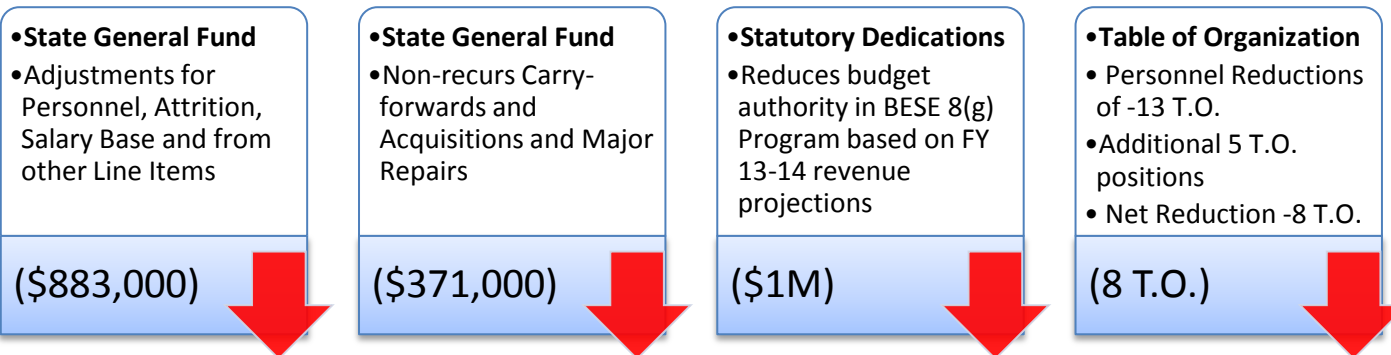 •State General Fund
•Adjustments for
Personnel, Attrition,
Salary Base and from
other Line Items
($883,000)
•State General Fund
•Non-recurs Carry-
forwards and
Acquisitions and Major
Repairs
($371,000)
•Statutory Dedications
•Reduces budget
authority in BESE 8(g)
Program based on FY
13-14 revenue
projections
($1M)
•Table of Organization
• Personnel Reductions
of -13 T.O.
•Additional 5 T.O.
positions
• Net Reduction -8 T.O.
(8 T.O.)